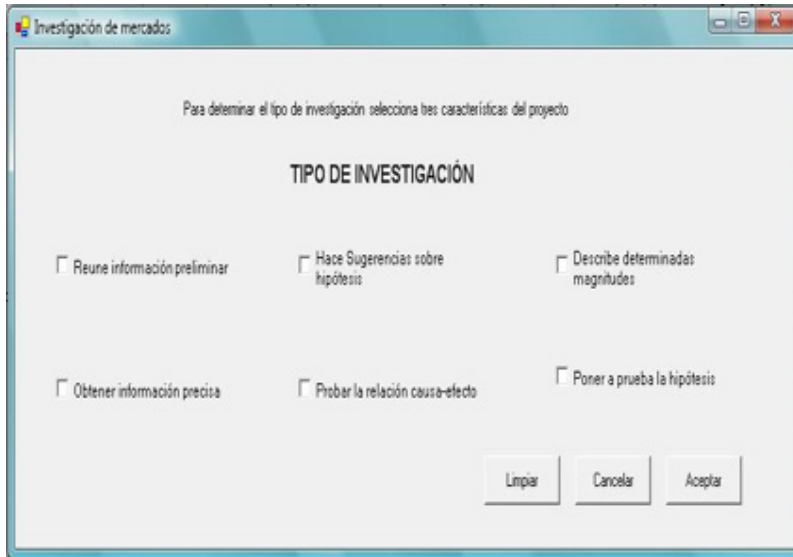 Investigación de mercados
Para determinar el tipo de investigación selecciona tres características del proyecto
TIPO DE INVESTIGACIÓN
Reune información preliminar
Hace Sugerencias sobre
hipótesis
Describe determinadas
magnitudes
Obtener información precisa
Probar la relación causa-efecto
Poner a prueba la hipótesis
Limpiar
Cancelar
Aceptar